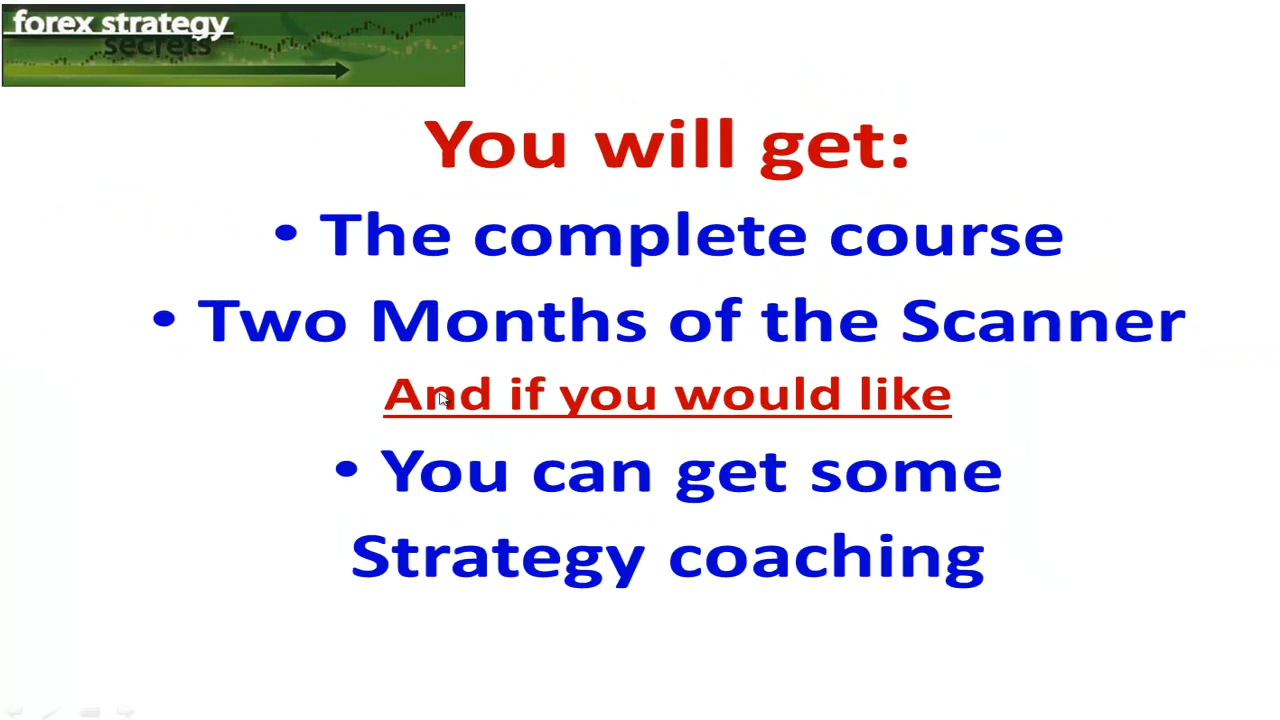 forex strategy
secrets
You will get:
• The complete course
• Two Months of the Scanner
And if you would like
• You can get some
Strategy coaching